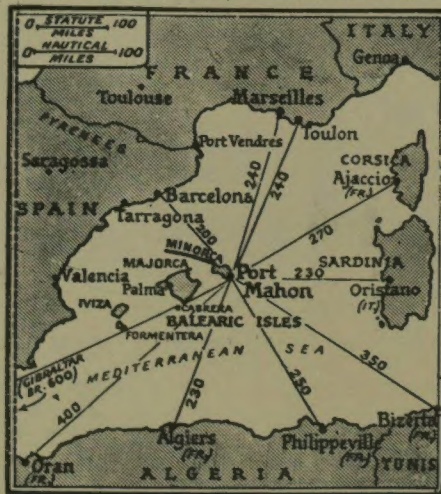 0 STATUTE 100
MILES
0 NAUTICAL 100
MILES
ITALY
Genoa
FRANCE
Toulouse
Marseilles
Toulon
PYRENEES
Port Vendres
Saragossa
CORSICA
Ajaccio
(FR.)
240
240
Barcelona
SPAIN
Tarragona
200
270
MINORCA
SARDINIA
MAJORCA
Port
Mahon
230
Valencia
Palma
Oristano
(IT.)
IVIZA
CABRERA
BALEARIC ISLES
FORMENTERA
MEDITERRANEAN SEA
350
(GIBRALTAR
BR. 600)
400
230
250
Bizerta
(FR.)
Algiers
(FR.)
Philippeville
(FR.)
Oran
(FR.)
ALGERIA
TUNIS